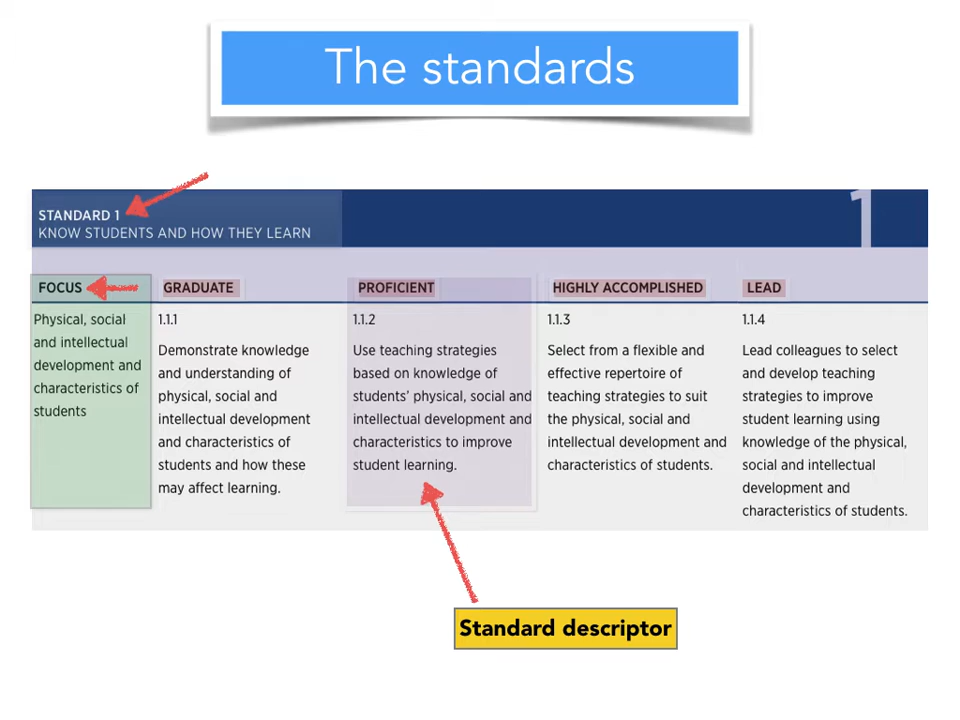 The standards
STANDARD 1
KNOW STUDENTS AND HOW THEY LEARN
1
FOCUS
Physical, social
and intellectual
development and
characteristics of
students
GRADUATE
1.1.1
Demonstrate knowledge
and understanding of
physical, social and
intellectual development
and characteristics of
students and how these
may affect learning.
PROFICIENT
1.1.2
Use teaching strategies
based on knowledge of
students’ physical, social and
intellectual development and
characteristics to improve
student learning.
HIGHLY ACCOMPLISHED
1.1.3
Select from a flexible and
effective repertoire of
teaching strategies to suit
the physical, social and
intellectual development and
characteristics of students.
LEAD
1.1.4
Lead colleagues to select
and develop teaching
strategies to improve
student learning using
knowledge of the physical,
social and intellectual
development and
characteristics of students.
Standard descriptor